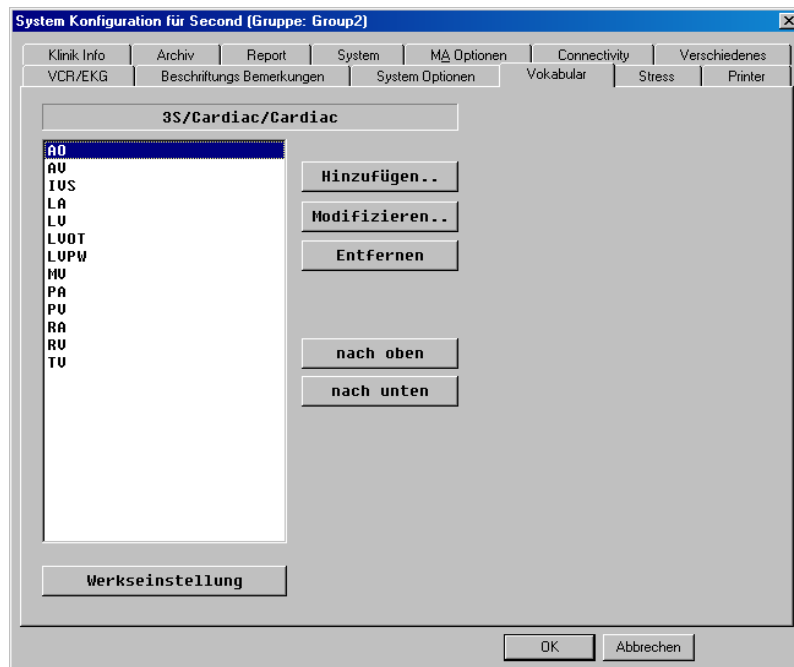 System Konfiguration für Second (Gruppe: Group2)
Klinik Info Archiv Report System MA Optionen Connectivity Verschiedenes
VCR/EKG Beschriftungs Bemerkungen System Optionen Vokabular Stress Printer
3S/Cardiac/Cardiac
AO
AV
IVS
LA
LV
LVOT
LVPW
MV
PA
PV
RA
RV
TV
Hinzufügen..
Modifizieren..
Entfernen
nach oben
nach unten
Werkseinstellung
OK Abbrechen